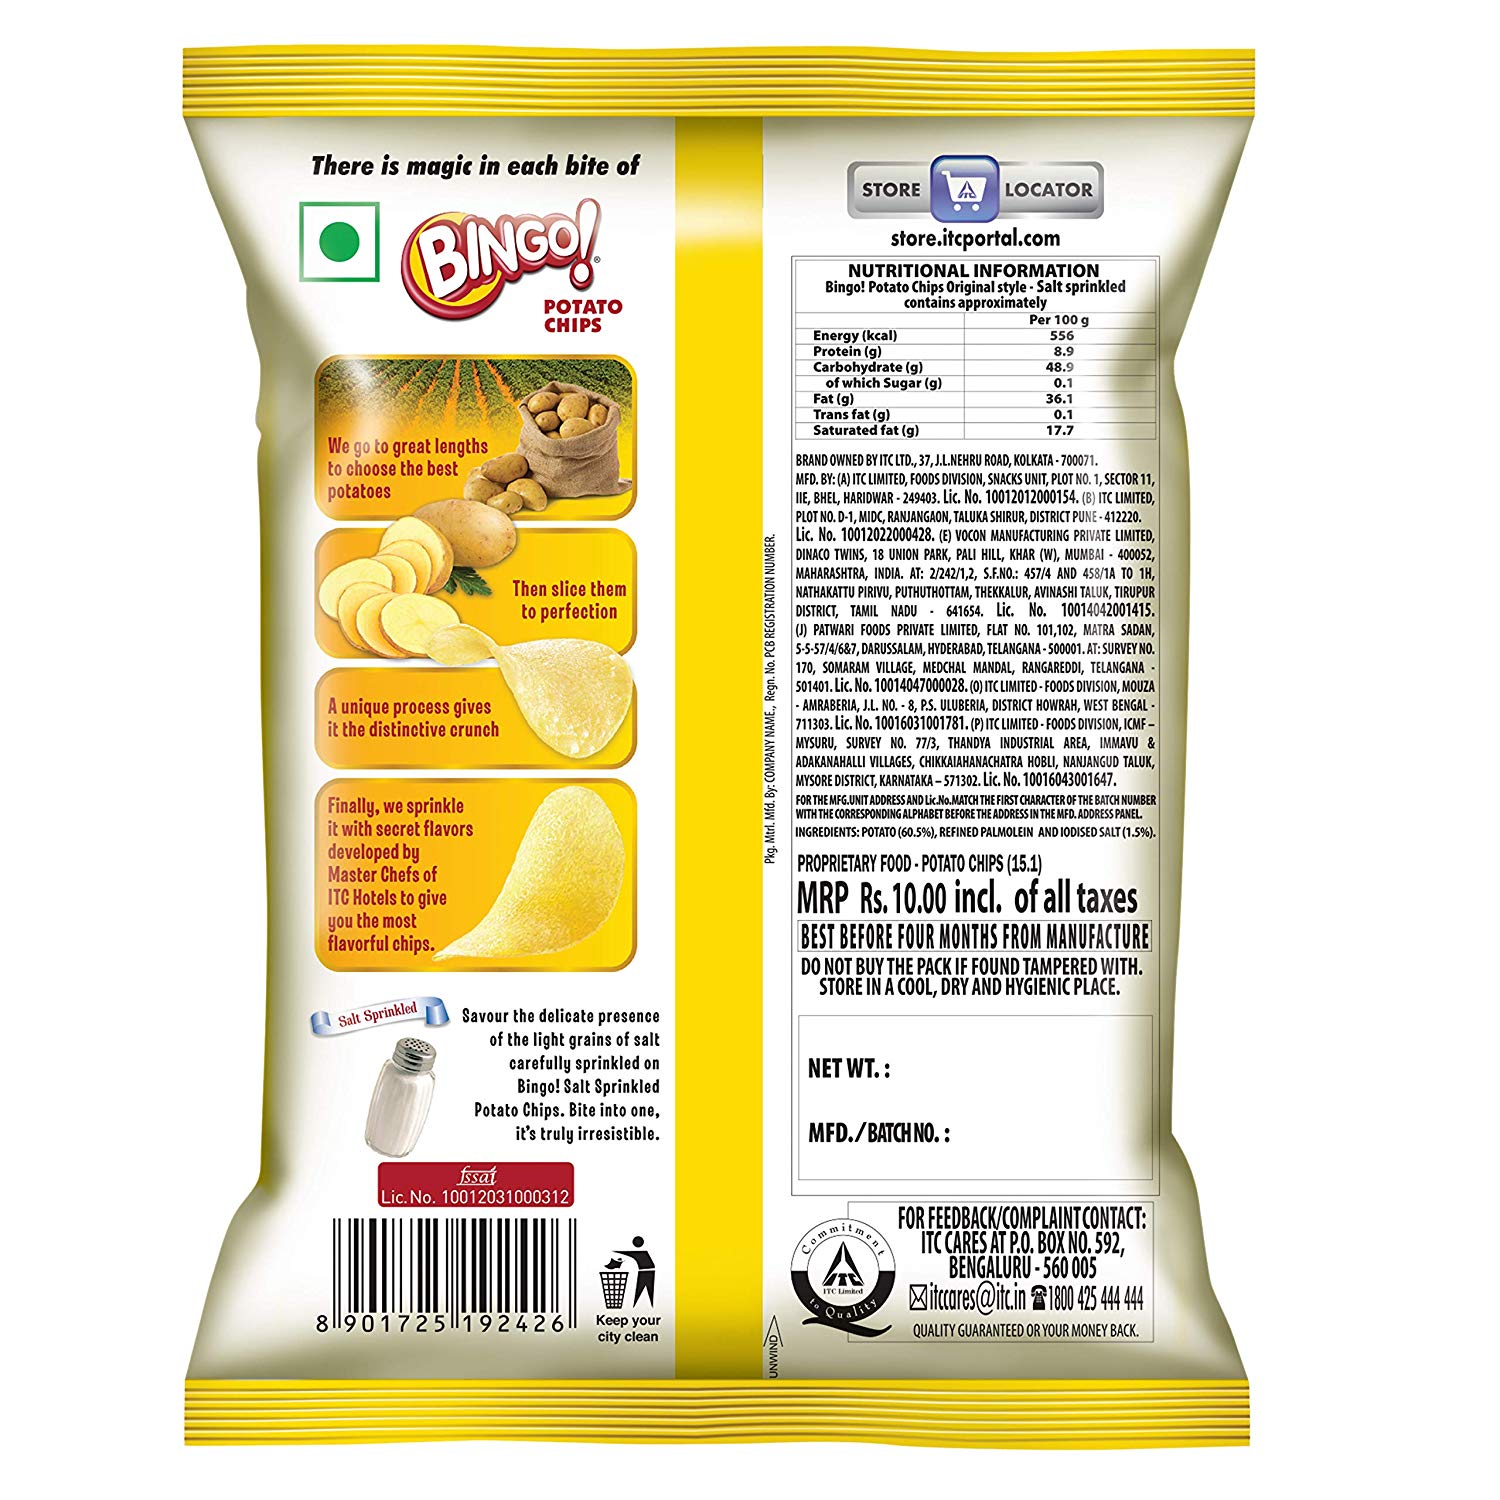 There is magic in each bite of
BINGO!®
POTATO
CHIPS
We go to great lengths
to choose the best
potatoes
Then slice them
to perfection
A unique process gives
it the distinctive crunch
Finally, we sprinkle
it with secret flavors
developed by
Master Chefs of
ITC Hotels to give
you the most
flavorful chips.
Salt Sprinkled
Savour the delicate presence
of the light grains of salt
carefully sprinkled on
Bingo! Salt Sprinkled
Potato Chips. Bite into one,
it's truly irresistible.
fssai
Lic. No. 10012031000312
8 901725 192426
Keep your
city clean
Pkg. Mtrl. Mfd. By: COMPANY NAME., Regn. No. PCB REGISTRATION NUMBER.
UNWIND
STORE ITC LOCATOR
store.itcportal.com
NUTRITIONAL INFORMATION
Bingo! Potato Chips Original style - Salt sprinkled
contains approximately
Per 100 g
Energy (kcal) 556
Protein (g) 8.9
Carbohydrate (g) 48.9
of which Sugar (g) 0.1
Fat (g) 36.1
Trans fat (g) 0.1
Saturated fat (g) 17.7
BRAND OWNED BY ITC LTD., 37, J.L.NEHRU ROAD, KOLKATA - 700071.
MFD. BY: (A) ITC LIMITED, FOODS DIVISION, SNACKS UNIT, PLOT NO. 1, SECTOR 11,
IIE, BHEL, HARIDWAR - 249403. Lic. No. 10012012000154. (B) ITC LIMITED,
PLOT NO. D-1, MIDC, RANJANGAON, TALUKA SHIRUR, DISTRICT PUNE - 412220.
Lic. No. 10012022000428. (E) VOCON MANUFACTURING PRIVATE LIMITED,
DINACO TWINS, 18 UNION PARK, PALI HILL, KHAR (W), MUMBAI - 400052,
MAHARASHTRA, INDIA. AT: 2/242/1,2, S.F.NO.: 457/4 AND 458/1A TO 1H,
NATHAKATTU PIRIVU, PUTHUTHOTTAM, THEKKALUR, AVINASHI TALUK, TIRUPUR
DISTRICT, TAMIL NADU - 641654. Lic. No. 10014042001415.
(J) PATWARI FOODS PRIVATE LIMITED, FLAT NO. 101,102, MATRA SADAN,
5-5-57/4/6&7, DARUSSALAM, HYDERABAD, TELANGANA - 500001. AT: SURVEY NO.
170, SOMARAM VILLAGE, MEDCHAL MANDAL, RANGAREDDI, TELANGANA -
501401. Lic. No. 10014047000028. (O) ITC LIMITED - FOODS DIVISION, MOUZA
- AMRABERIA, J.L. NO. - 8, P.S. ULUBERIA, DISTRICT HOWRAH, WEST BENGAL -
711303. Lic. No. 10016031001781. (P) ITC LIMITED - FOODS DIVISION, ICMF –
MYSURU, SURVEY NO. 77/3, THANDYA INDUSTRIAL AREA, IMMAVU &
ADAKANAHALLI VILLAGES, CHIKKAIAHANACHATRA HOBLI, NANJANGUD TALUK,
MYSORE DISTRICT, KARNATAKA – 571302. Lic. No. 10016043001647.
FOR THE MFG.UNIT ADDRESS AND Lic.No.MATCH THE FIRST CHARACTER OF THE BATCH NUMBER
WITH THE CORRESPONDING ALPHABET BEFORE THE ADDRESS IN THE MFD. ADDRESS PANEL.
INGREDIENTS: POTATO (60.5%), REFINED PALMOLEIN AND IODISED SALT (1.5%).
PROPRIETARY FOOD - POTATO CHIPS (15.1)
MRP Rs. 10.00 incl. of all taxes
BEST BEFORE FOUR MONTHS FROM MANUFACTURE
DO NOT BUY THE PACK IF FOUND TAMPERED WITH.
STORE IN A COOL, DRY AND HYGIENIC PLACE.
NET WT. :
MFD./BATCH NO. :
Commitment
ITC Limited
to Quality
FOR FEEDBACK/COMPLAINT CONTACT:
ITC CARES AT P.O. BOX NO. 592,
BENGALURU - 560 005
itccares@itc.in 1800 425 444 444
QUALITY GUARANTEED OR YOUR MONEY BACK.